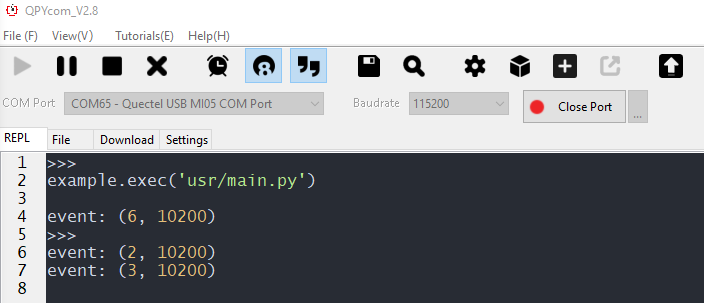 QPYcom_V2.8
File (F) View(V) Tutorials(E) Help(H)
COM Port COM65 - Quectel USB MI05 COM Port Baudrate 115200 Close Port ...
REPL File Download Settings
1 >>>
2 example.exec('usr/main.py')
3
4 event: (6, 10200)
5 >>>
6 event: (2, 10200)
7 event: (3, 10200)
8